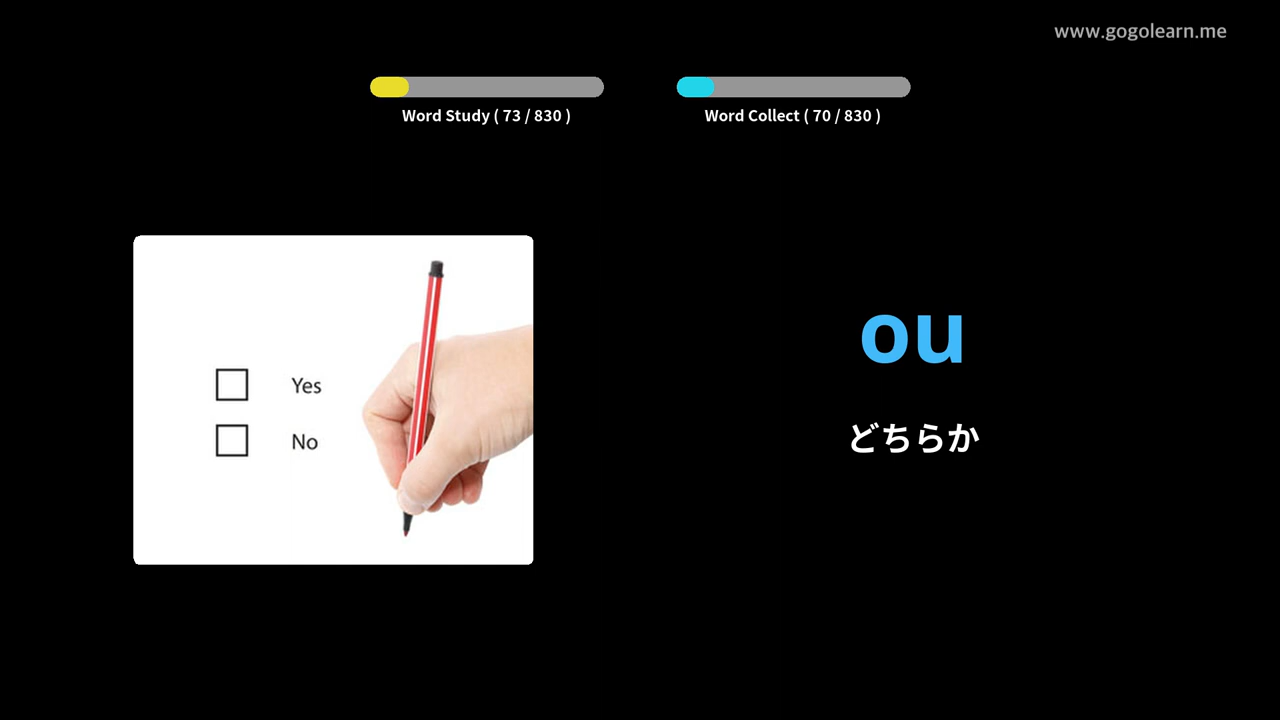 www.gogolearn.me
Word Study ( 73 / 830 )
Word Collect ( 70 / 830 )
Yes
No
ou
どちらか